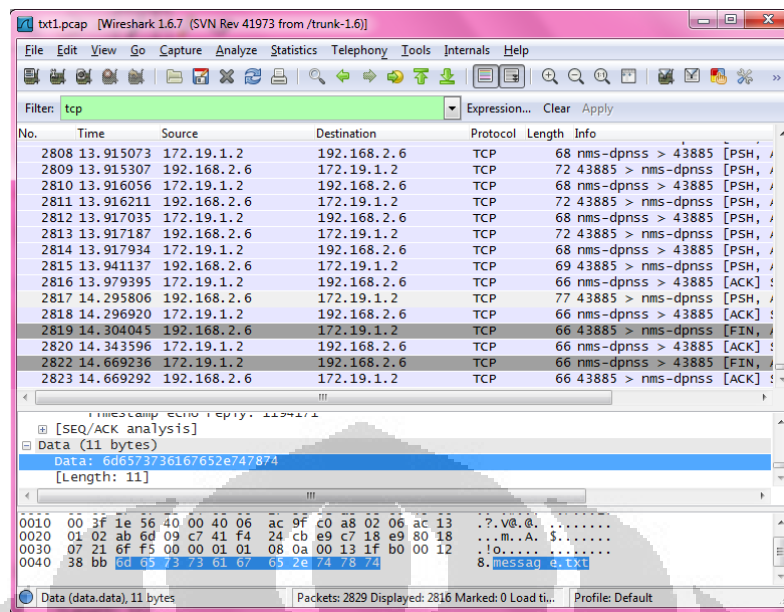 txt1.pcap [Wireshark 1.6.7 (SVN Rev 41973 from /trunk-1.6)]
File Edit View Go Capture Analyze Statistics Telephony Tools Internals Help
Filter: tcp Expression... Clear Apply
No. Time Source Destination Protocol Length Info
2808 13.915073 172.19.1.2 192.168.2.6 TCP 68 nms-dpnss > 43885 [PSH,
2809 13.915307 192.168.2.6 172.19.1.2 TCP 72 43885 > nms-dpnss [PSH,
2810 13.916056 172.19.1.2 192.168.2.6 TCP 68 nms-dpnss > 43885 [PSH,
2811 13.916211 192.168.2.6 172.19.1.2 TCP 72 43885 > nms-dpnss [PSH,
2812 13.917035 172.19.1.2 192.168.2.6 TCP 68 nms-dpnss > 43885 [PSH,
2813 13.917187 192.168.2.6 172.19.1.2 TCP 72 43885 > nms-dpnss [PSH,
2814 13.917934 172.19.1.2 192.168.2.6 TCP 68 nms-dpnss > 43885 [PSH,
2815 13.941137 192.168.2.6 172.19.1.2 TCP 69 43885 > nms-dpnss [PSH,
2816 13.979395 172.19.1.2 192.168.2.6 TCP 66 nms-dpnss > 43885 [ACK]
2817 14.295806 192.168.2.6 172.19.1.2 TCP 77 43885 > nms-dpnss [PSH,
2818 14.296920 172.19.1.2 192.168.2.6 TCP 66 nms-dpnss > 43885 [ACK]
2819 14.304045 192.168.2.6 172.19.1.2 TCP 66 43885 > nms-dpnss [FIN,
2820 14.343596 172.19.1.2 192.168.2.6 TCP 66 nms-dpnss > 43885 [ACK]
2822 14.669236 172.19.1.2 192.168.2.6 TCP 66 nms-dpnss > 43885 [FIN,
2823 14.669292 192.168.2.6 172.19.1.2 TCP 66 43885 > nms-dpnss [ACK]
Timestamp echo reply: 1194171
[SEQ/ACK analysis]
Data (11 bytes)
Data: 6d6573736167652e747874
[Length: 11]
0010 00 3f 1e 56 40 00 40 06 ac 9f c0 a8 02 06 ac 13 .?.V@.@. ........
0020 01 02 ab 6d 09 c7 41 f4 24 cb e9 c7 18 e9 80 18 ...m..A. $.......
0030 07 21 6f f5 00 00 01 01 08 0a 00 13 1f b0 00 12 .!o..... ........
0040 38 bb 6d 65 73 73 61 67 65 2e 74 78 74 8.messag e.txt
Data (data.data), 11 bytes Packets: 2829 Displayed: 2816 Marked: 0 Load ti... Profile: Default